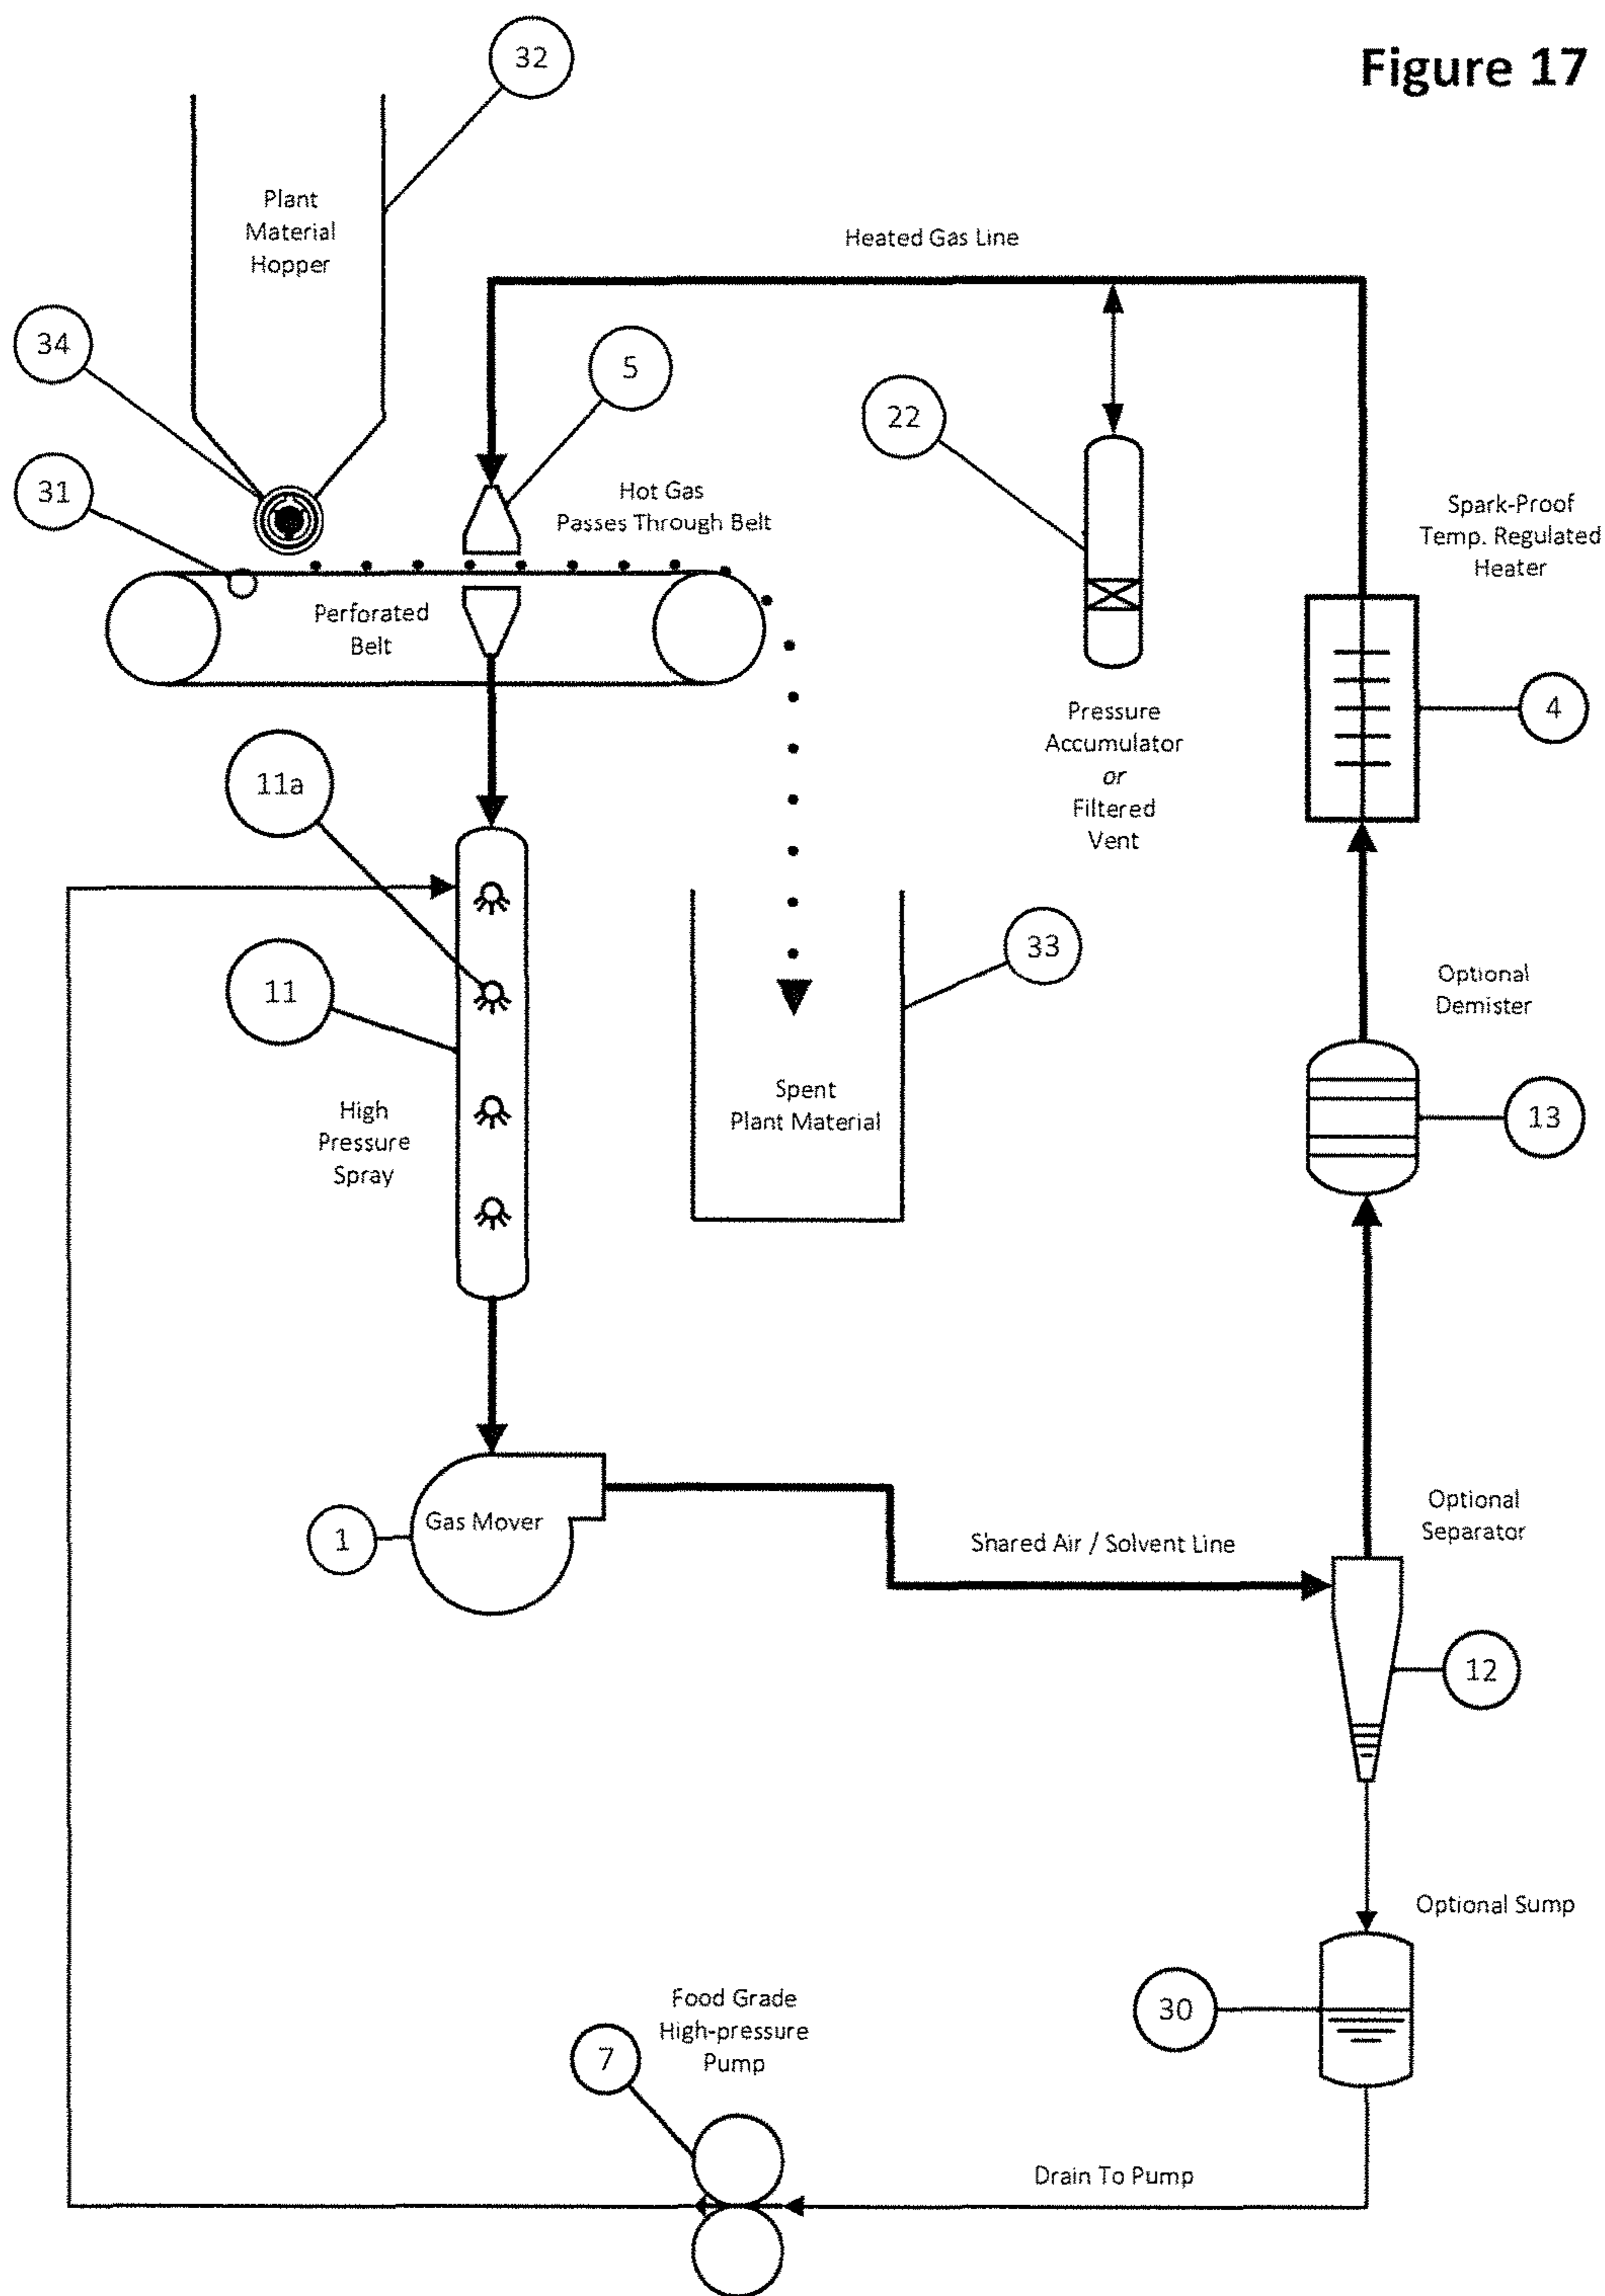 Figure 17
32
Plant
Material
Hopper
Heated Gas Line
34
5
22
31
Hot Gas
Passes Through Belt
Spark-Proof
Temp. Regulated
Heater
Perforated
Belt
4
Pressure
Accumulator
or
Filtered
Vent
11a
11
33
Optional
Demister
Spent
Plant Material
High
Pressure
Spray
13
Gas Mover
1
Shared Air / Solvent Line
Optional
Separator
12
Optional Sump
30
Food Grade
High-pressure
Pump
7
Drain To Pump